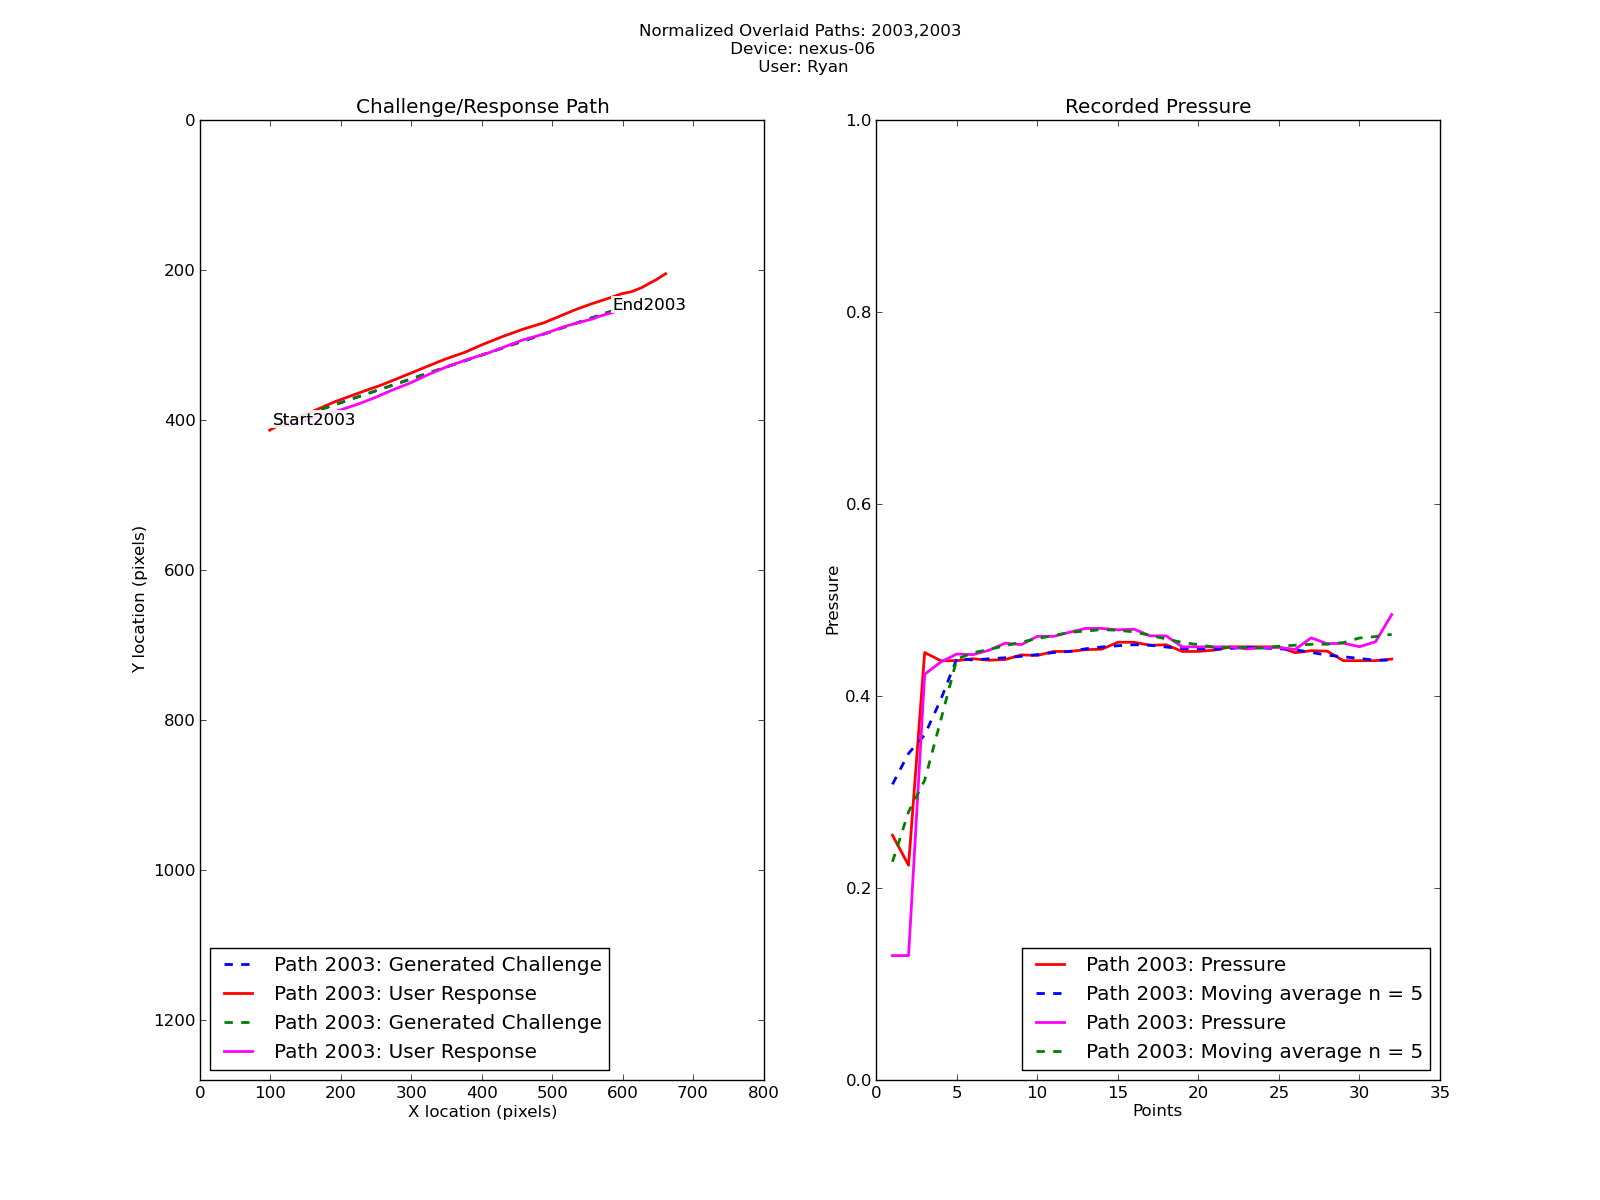 Normalized Overlaid Paths: 2003,2003
Device: nexus-06
User: Ryan
Challenge/Response Path
0
200
400
600
800
1000
1200
Y location (pixels)
Start2003
End2003
Path 2003: Generated Challenge
Path 2003: User Response
Path 2003: Generated Challenge
Path 2003: User Response
0 100 200 300 400 500 600 700 800
X location (pixels)
Recorded Pressure
1.0
0.8
0.6
0.4
0.2
0.0
Pressure
Path 2003: Pressure
Path 2003: Moving average n = 5
Path 2003: Pressure
Path 2003: Moving average n = 5
0 5 10 15 20 25 30 35
Points